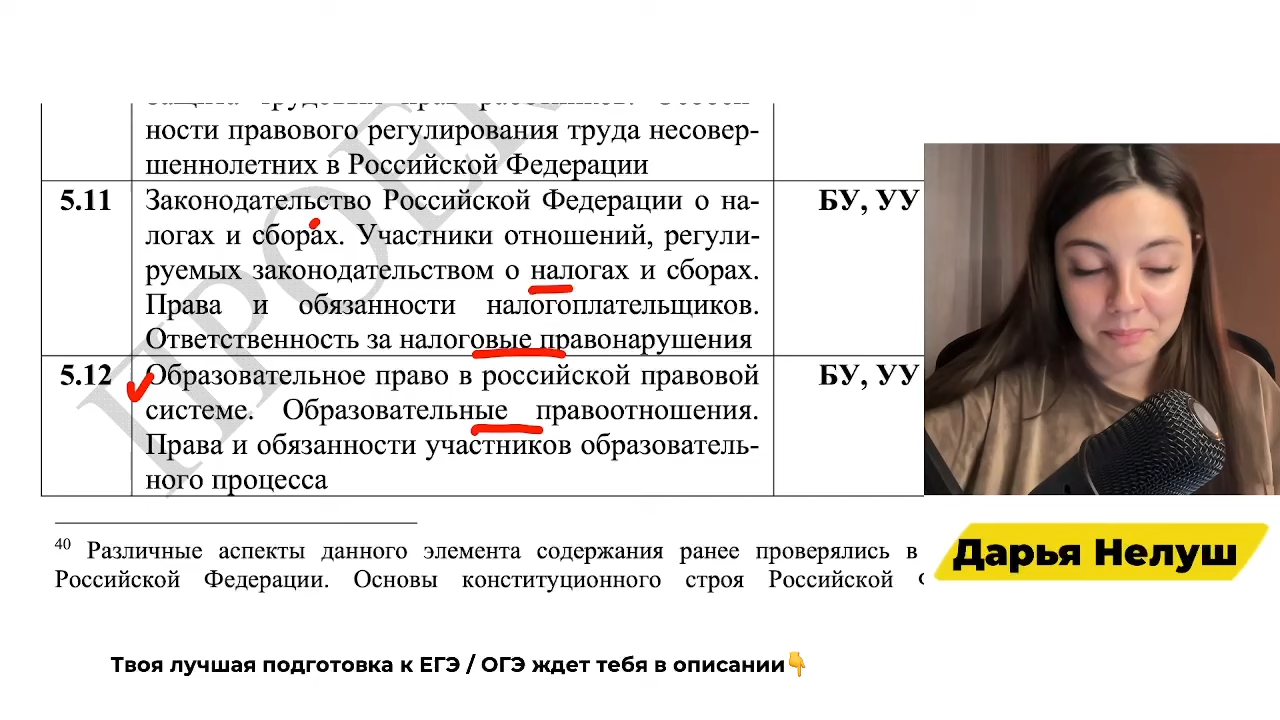 ности правового регулирования труда несовер-
шеннолетних в Российской Федерации
5.11 Законодательство Российской Федерации о на- БУ, УУ
логах и сборах. Участники отношений, регули-
руемых законодательством о налогах и сборах.
Права и обязанности налогоплательщиков.
Ответственность за налоговые правонарушения
5.12 Образовательное право в российской правовой БУ, УУ
системе. Образовательные правоотношения.
Права и обязанности участников образователь-
ного процесса
40 Различные аспекты данного элемента содержания ранее проверялись в
Российской Федерации. Основы конституционного строя Российской
Дарья Нелуш
Твоя лучшая подготовка к ЕГЭ / ОГЭ ждет тебя в описании👇